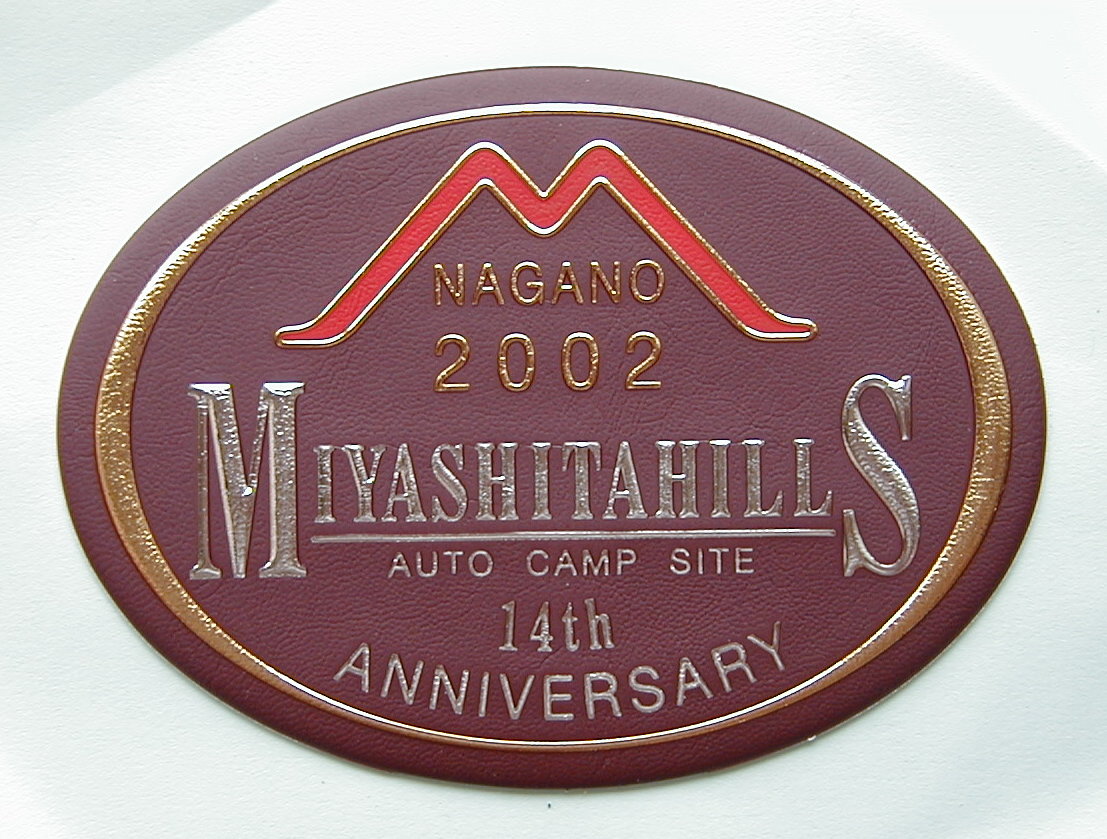 NAGANO
2002
MIYASHITAHILLS
AUTO CAMP SITE
14th
ANNIVERSARY